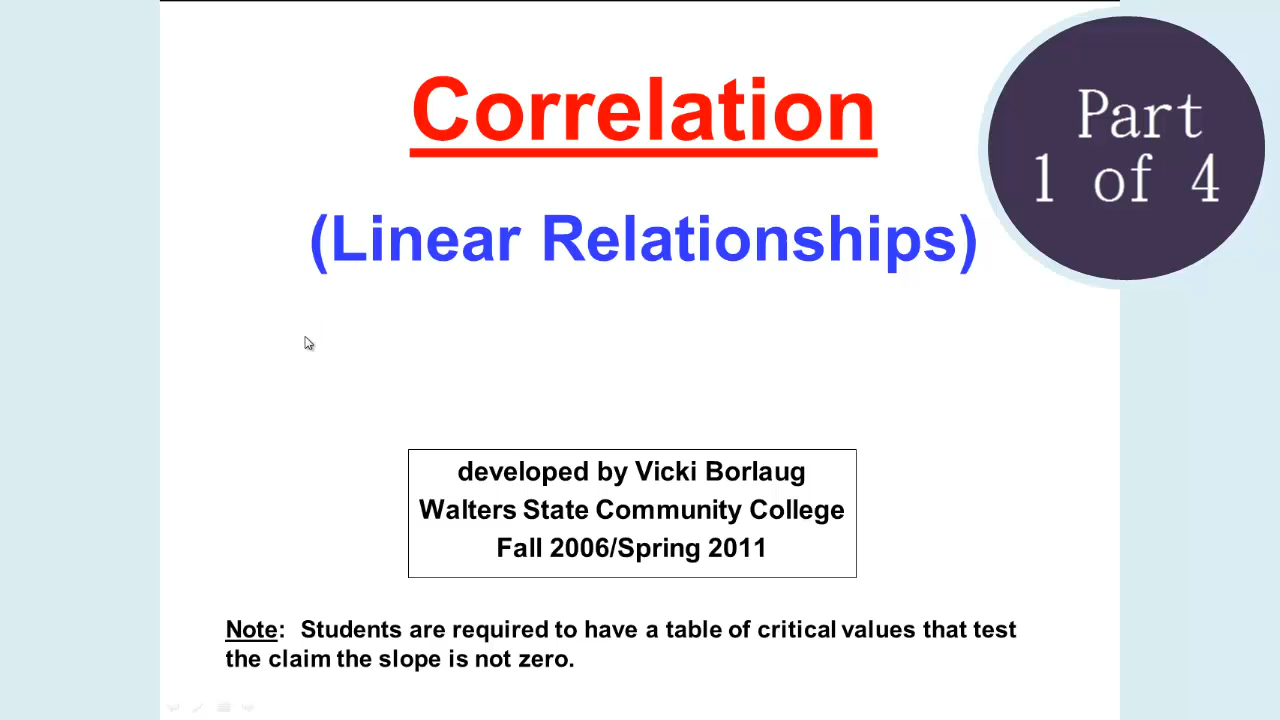 Correlation
Part
1 of 4
(Linear Relationships)
developed by Vicki Borlaug
Walters State Community College
Fall 2006/Spring 2011
Note: Students are required to have a table of critical values that test
the claim the slope is not zero.